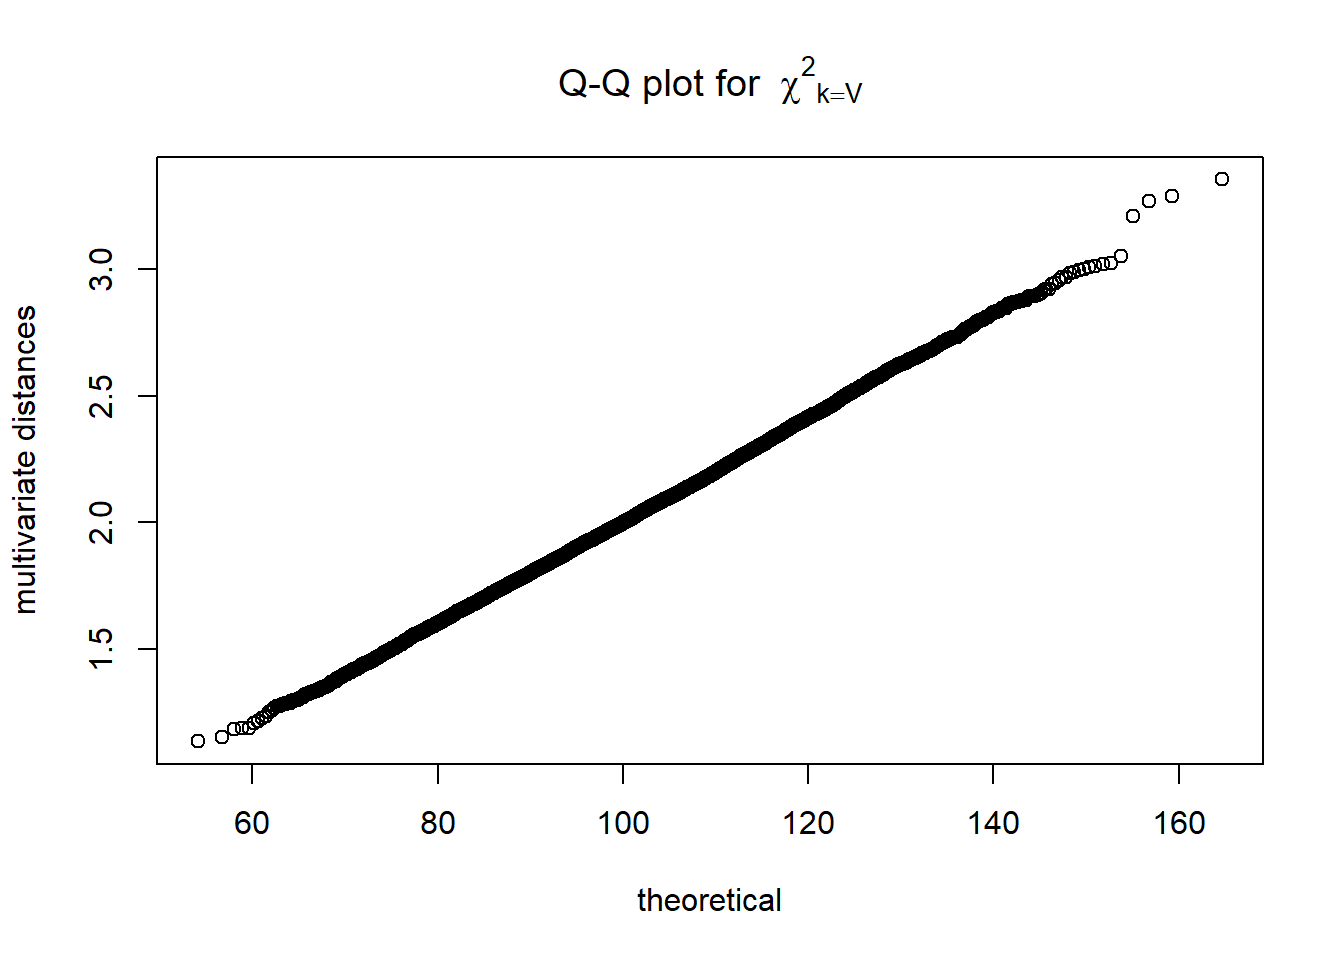 Q-Q plot for χ²ₖ₌V
multivariate distances
3.0
2.5
2.0
1.5
60 80 100 120 140 160
theoretical